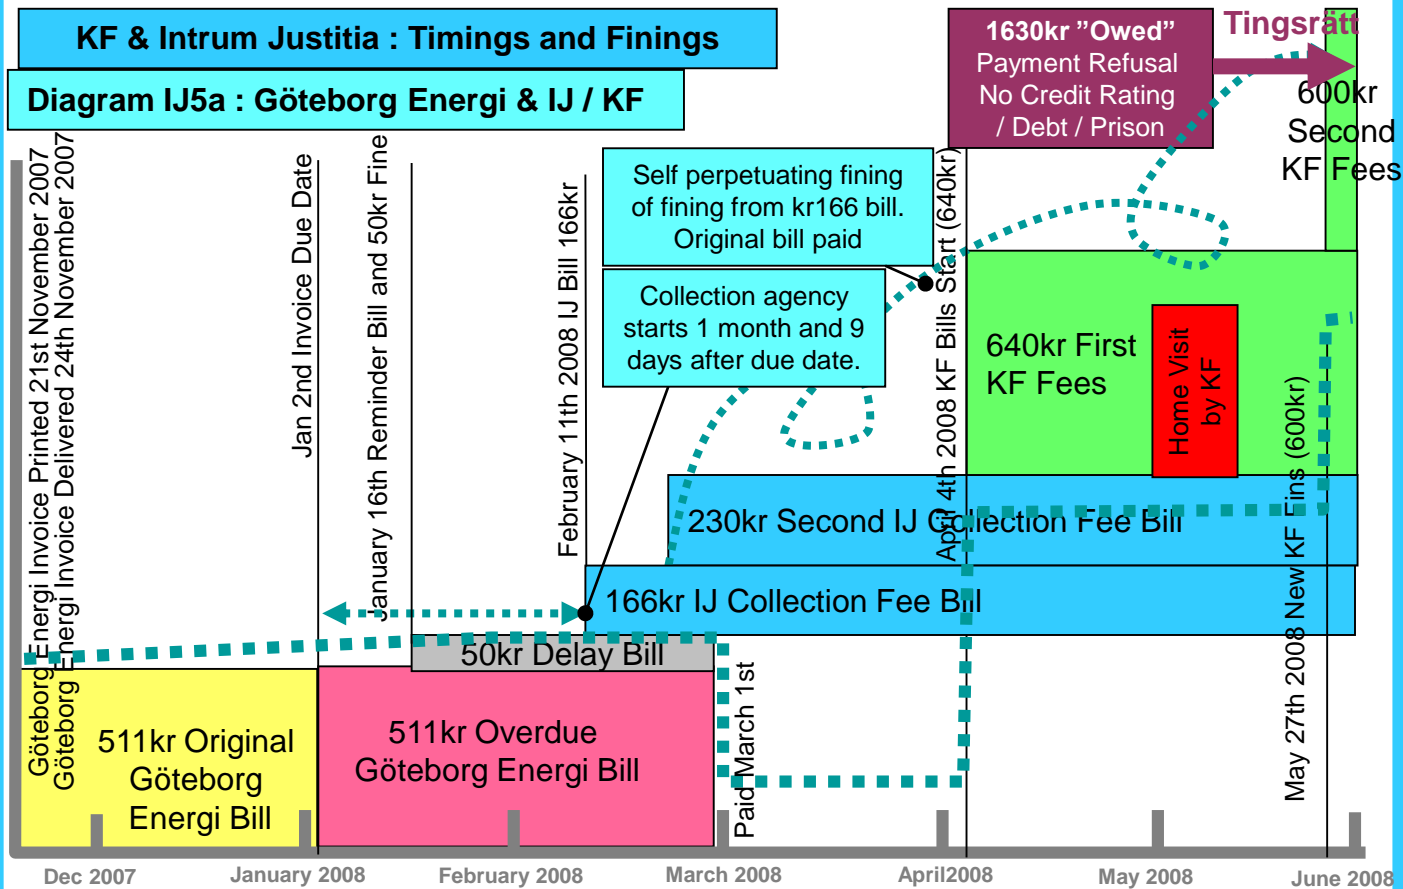 KF & Intrum Justitia : Timings and Finings
Diagram IJ5a : Göteborg Energi & IJ / KF
1630kr ”Owed”
Payment Refusal
No Credit Rating
/ Debt / Prison
Tingsrätt
600kr
Second
KF Fees
Göteborg Energi Invoice Printed 21st November 2007
Göteborg Energi Invoice Delivered 24th November 2007
Jan 2nd Invoice Due Date
January 16th Reminder Bill and 50kr Fine
February 11th 2008 IJ Bill 166kr
Self perpetuating fining
of fining from kr166 bill.
Original bill paid
Collection agency
starts 1 month and 9
days after due date.
April 4th 2008 KF Bills Start (640kr)
640kr First
KF Fees
Home Visit
by KF
May 27th 2008 New KF Fins (600kr)
230kr Second IJ Collection Fee Bill
166kr IJ Collection Fee Bill
50kr Delay Bill
Paid March 1st
511kr Original
Göteborg
Energi Bill
511kr Overdue
Göteborg Energi Bill
Dec 2007
January 2008
February 2008
March 2008
April2008
May 2008
June 2008